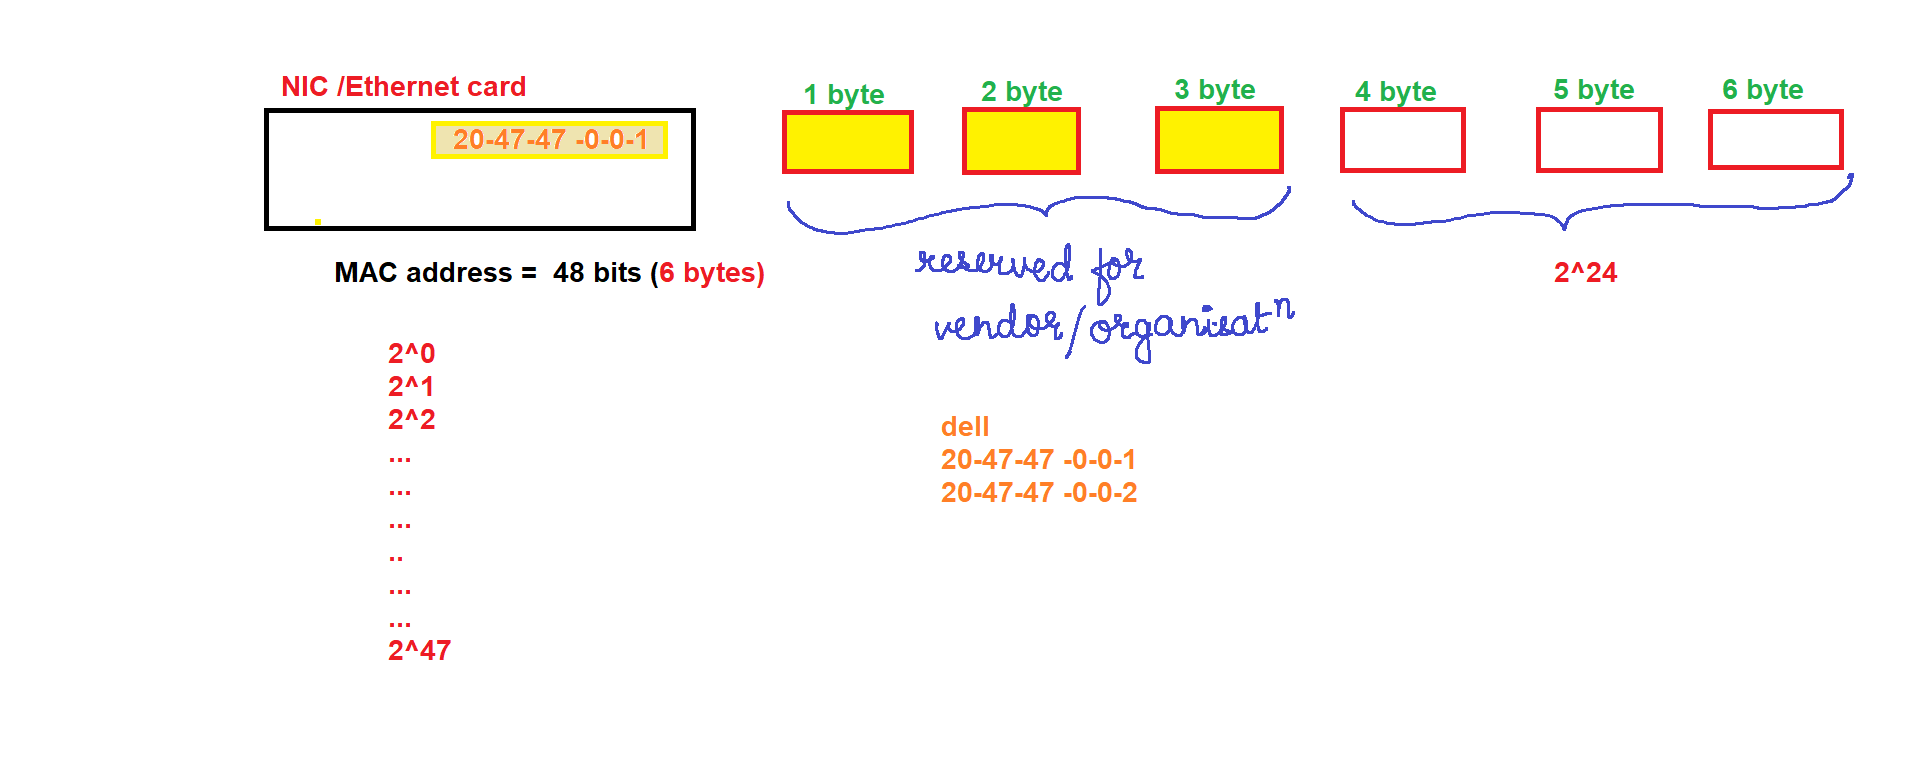 NIC /Ethernet card
20-47-47 -0-0-1
1 byte
2 byte
3 byte
4 byte
5 byte
6 byte
reserved for
vendor/organisatn
2^24
MAC address =  48 bits (6 bytes)
2^0
2^1
2^2
...
...
...
..
...
...
2^47
dell
20-47-47 -0-0-1
20-47-47 -0-0-2